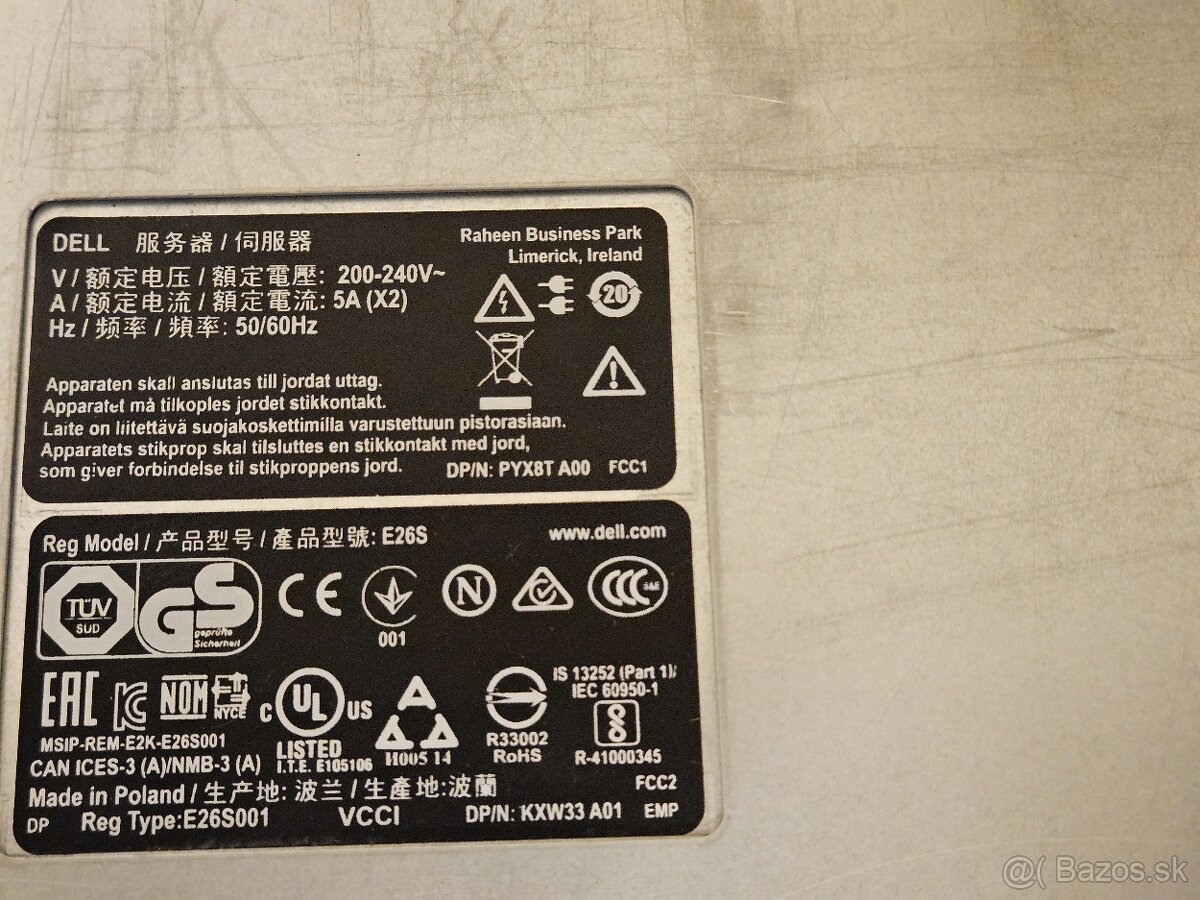 DELL 服务器 / 伺服器
Raheen Business Park
Limerick, Ireland
V / 额定电压 / 額定電壓: 200-240V~
A / 额定电流 / 額定電流: 5A (X2)
Hz / 频率 / 頻率: 50/60Hz
20
Apparaten skall anslutas till jordat uttag.
Apparatet må tilkoples jordet stikkontakt.
Laite on liitettävä suojakoskettimilla varustettuun pistorasiaan.
Apparatets stikprop skal tilsluttes en stikkontakt med jord,
som giver forbindelse til stikproppens jord.
DP/N: PYX8T A00 FCC1
Reg Model / 产品型号 / 產品型號: E26S
www.dell.com
TÜV
SUD
GS
geprüfte
Sicherheit
CE
001
N
CCC
S&E
EAC
NOM
NYCE
MSIP-REM-E2K-E26S001
C UL US
LISTED
I.T.E. E105106
A
H005 14
R33002
RoHS
IS 13252 (Part 1)/
IEC 60950-1
R-41000345
CAN ICES-3 (A)/NMB-3 (A)
FCC2
Made in Poland / 生产地: 波兰 / 生產地:波蘭
DP Reg Type:E26S001 VCCI DP/N: KXW33 A01 EMP
@( Bazos.sk